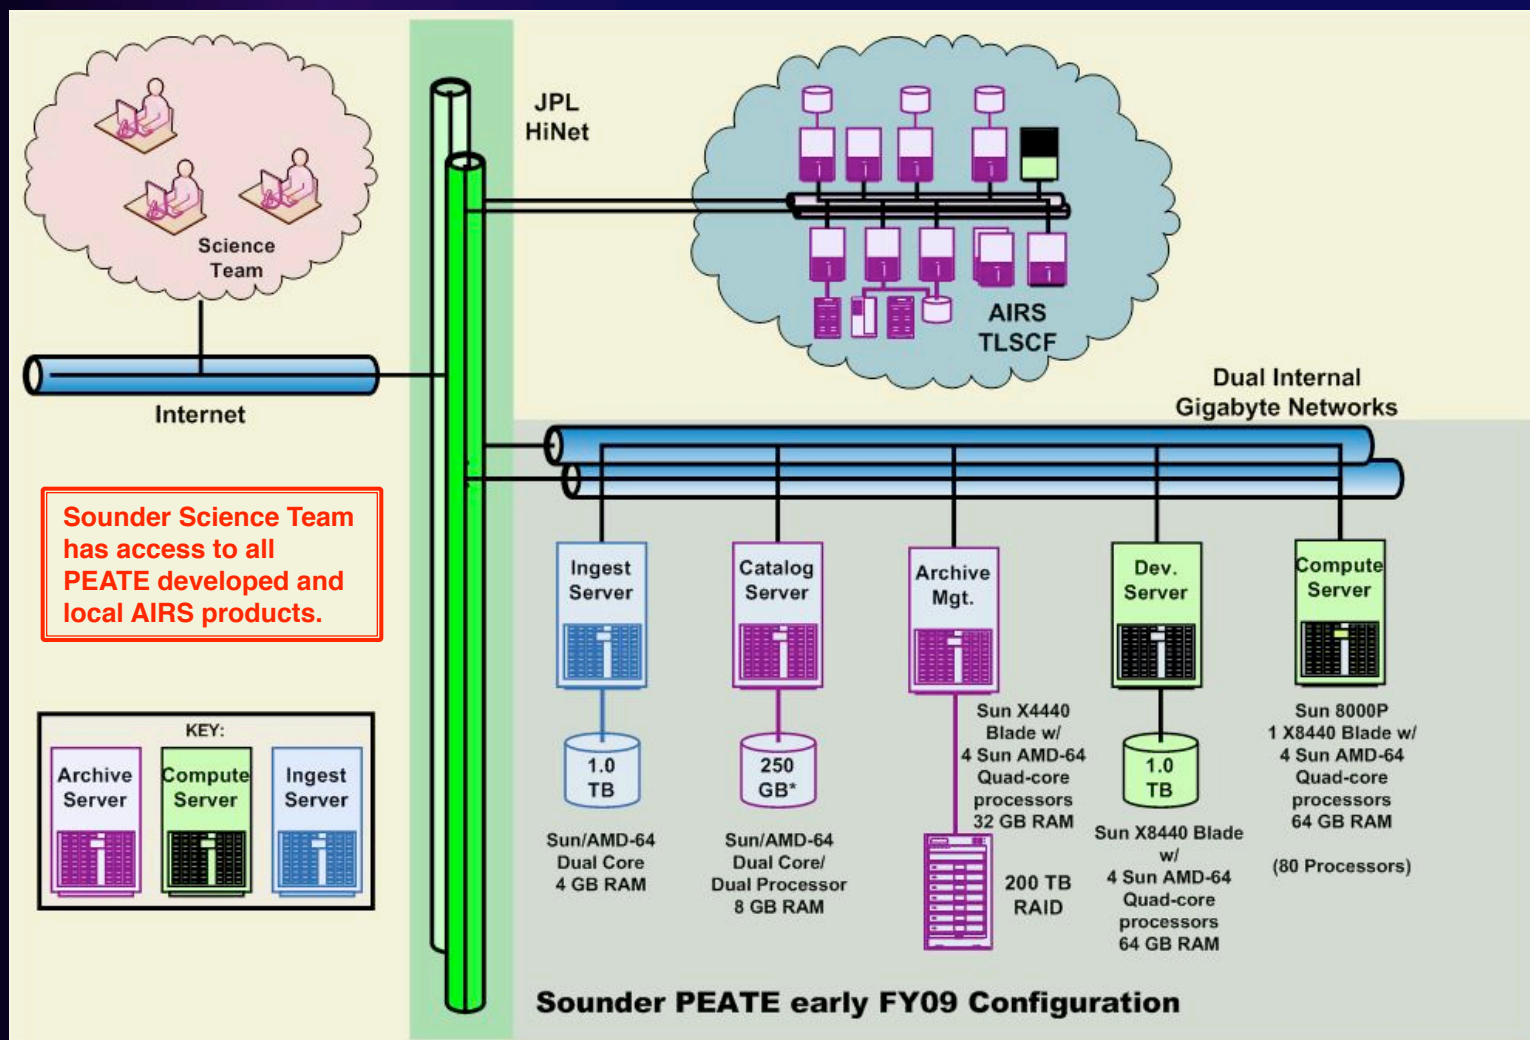 Science
Team
JPL
HiNet
AIRS
TLSCF
Internet
Dual Internal
Gigabyte Networks
Sounder Science Team
has access to all
PEATE developed and
local AIRS products.
KEY:
Archive
Server
Compute
Server
Ingest
Server
Ingest
Server
1.0
TB
Sun/AMD-64
Dual Core
4 GB RAM
Catalog
Server
250
GB*
Sun/AMD-64
Dual Core/
Dual Processor
8 GB RAM
Archive
Mgt.
Sun X4440
Blade w/
4 Sun AMD-64
Quad-core
processors
32 GB RAM
200 TB
RAID
Dev.
Server
1.0
TB
Sun X8440 Blade
w/
4 Sun AMD-64
Quad-core
processors
64 GB RAM
Compute
Server
Sun 8000P
1 X8440 Blade w/
4 Sun AMD-64
Quad-core
processors
64 GB RAM
(80 Processors)
Sounder PEATE early FY09 Configuration